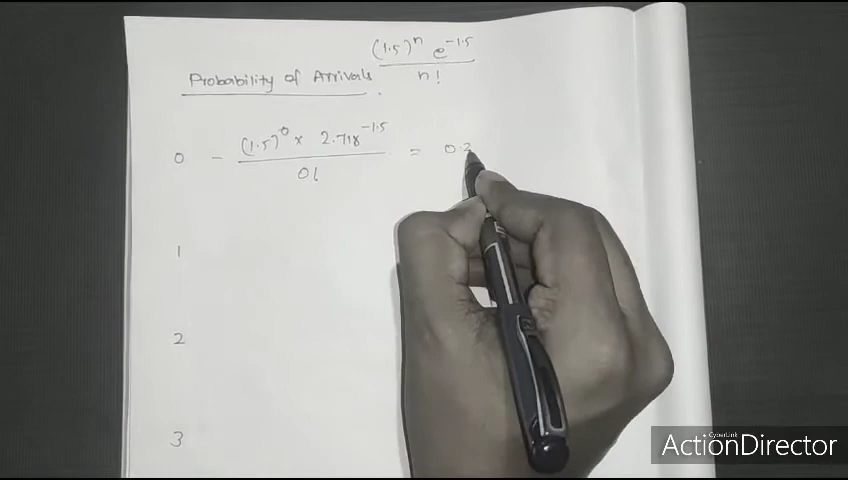 (1.5)ⁿ e⁻¹·⁵
Probability of Arrivals.
n!
(1.5)⁰ × 2.718⁻¹·⁵
0 - = 0.2
0!
1
2
3
CyberLink
ActionDirector